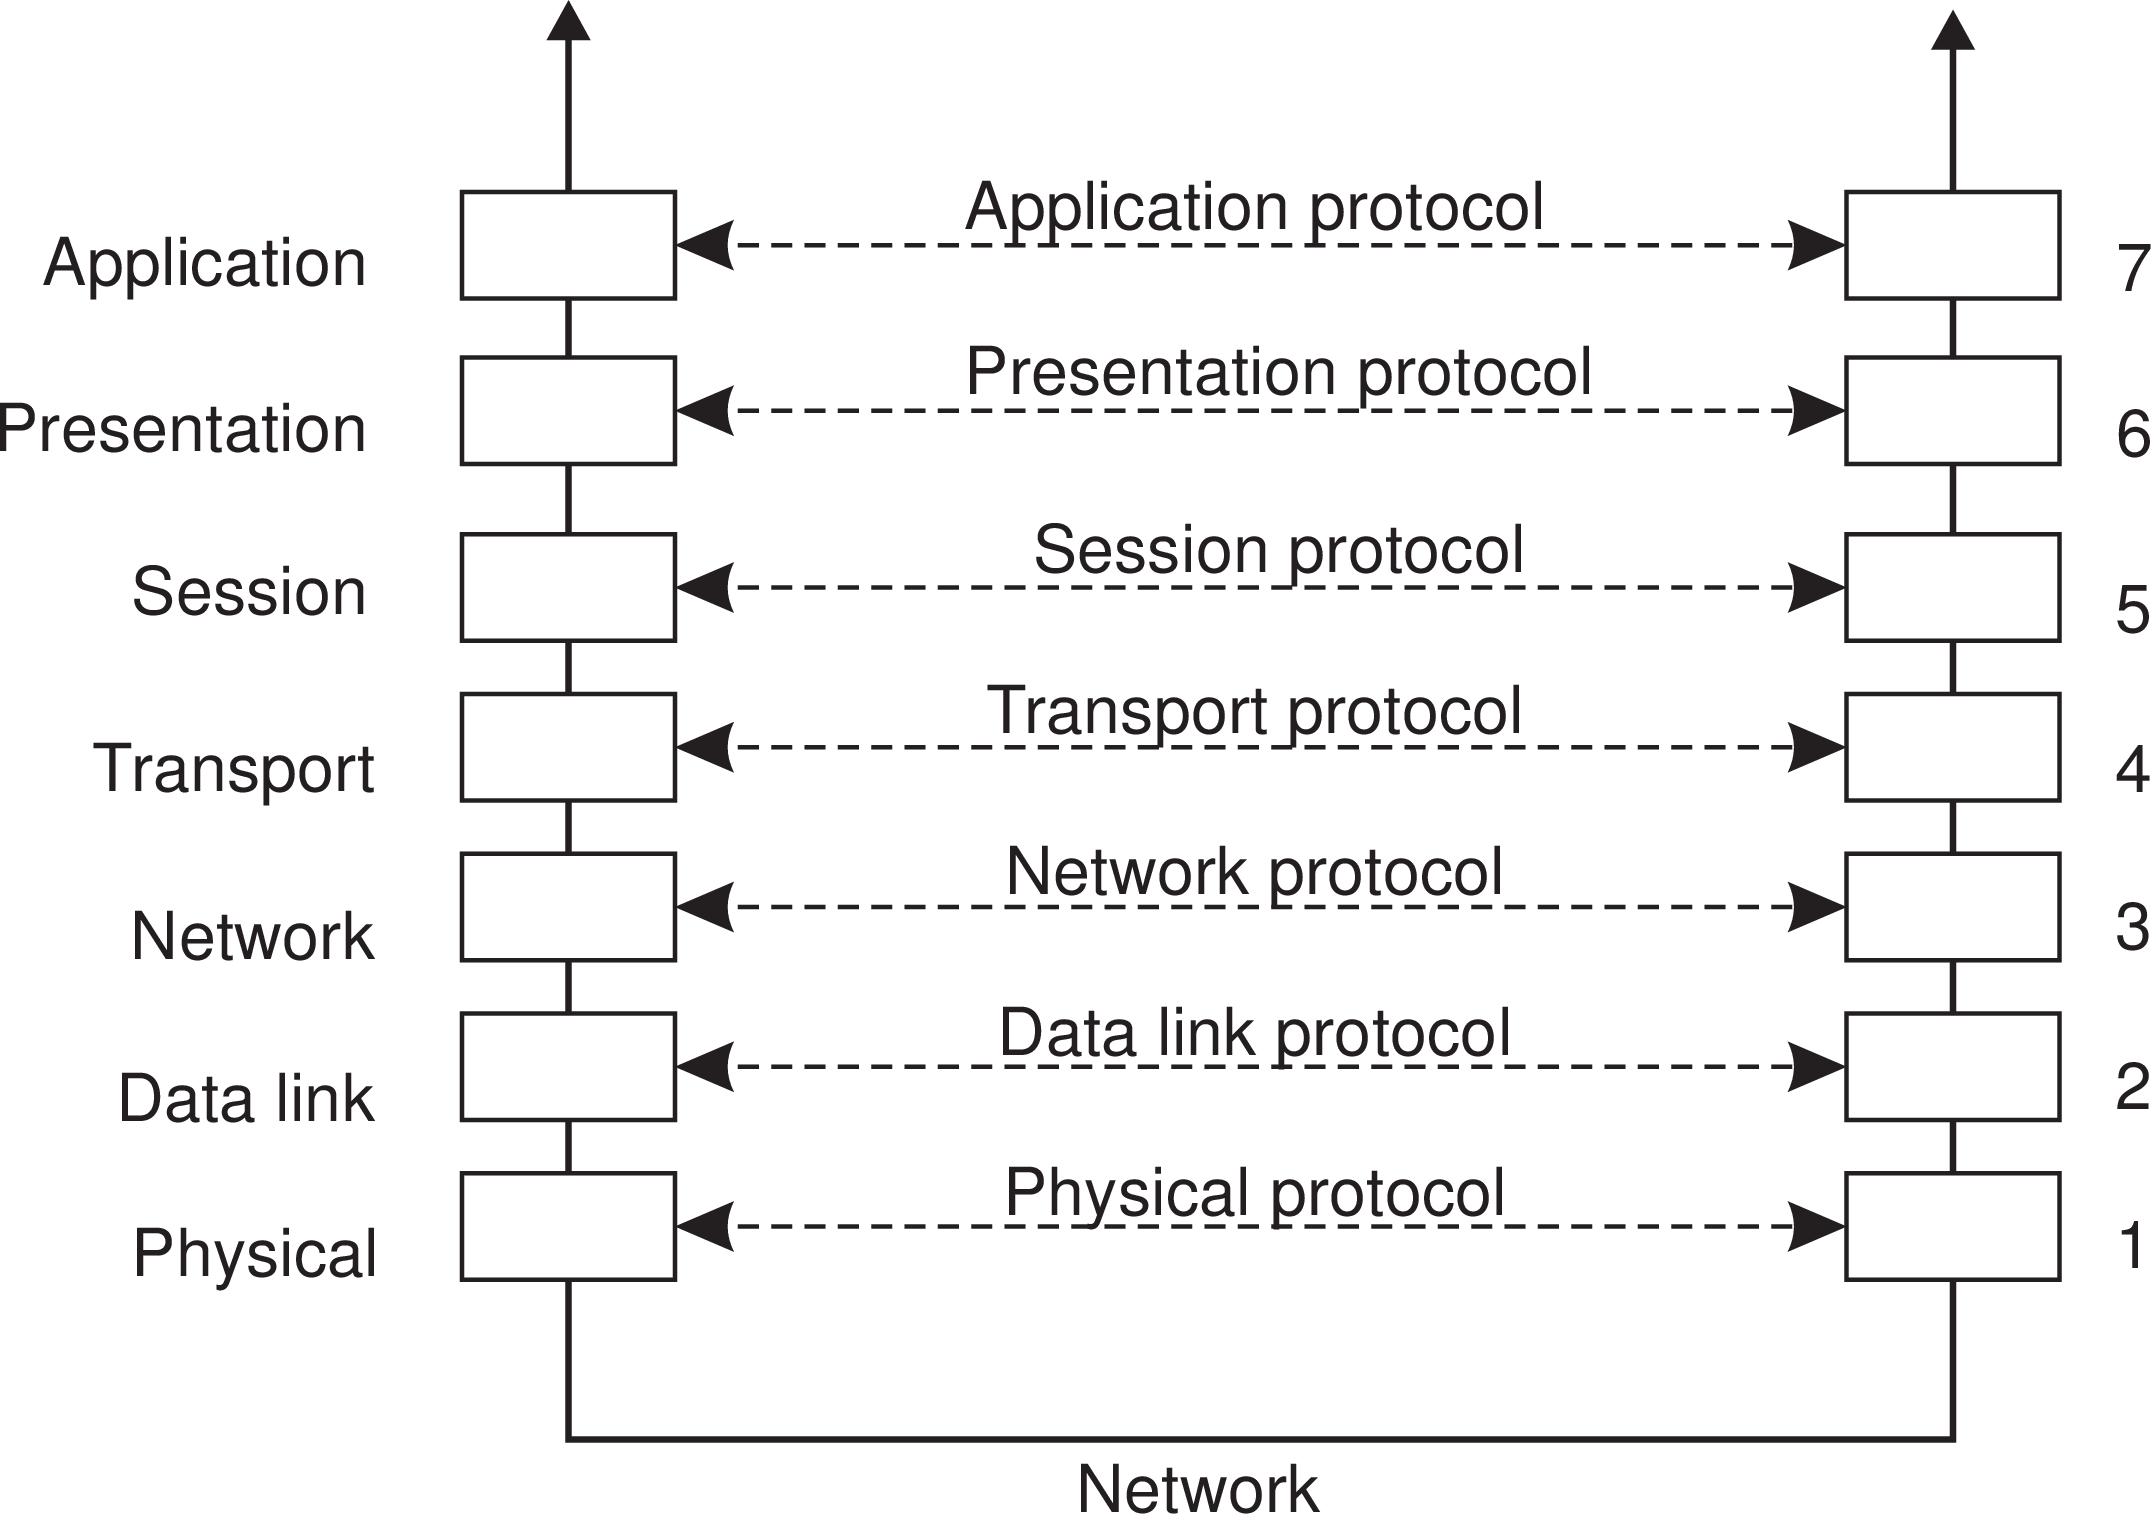 Application protocol
Application
7
Presentation protocol
Presentation
6
Session protocol
Session
5
Transport protocol
Transport
4
Network protocol
Network
3
Data link protocol
Data link
2
Physical protocol
Physical
1
Network